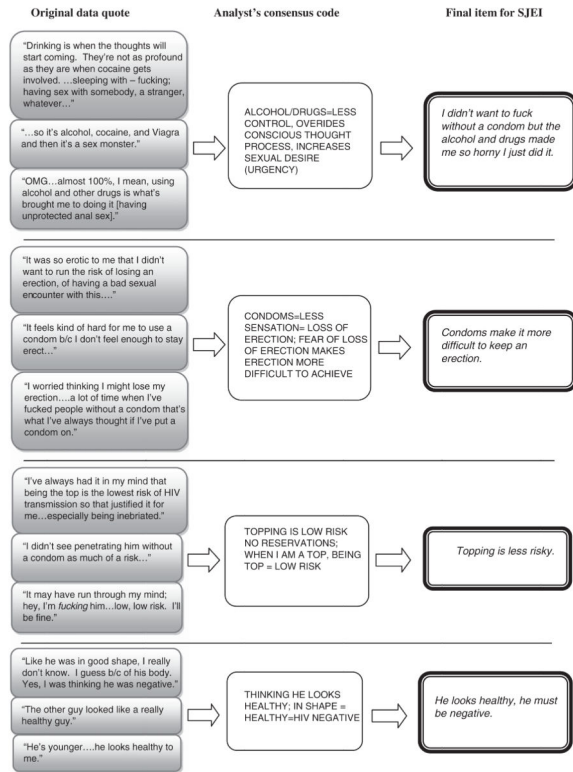 Original data quote
Analyst's consensus code
Final item for SJEI
“Drinking is when the thoughts will
start coming.  They're not as profound
as they are when cocaine gets
involved. …sleeping with – fucking;
having sex with somebody, a stranger,
whatever…”
“…so it's alcohol, cocaine, and Viagra
and then it's a sex monster.”
“OMG…almost 100%, I mean, using
alcohol and other drugs is what's
brought me to doing it [having
unprotected anal sex].”
ALCOHOL/DRUGS=LESS
CONTROL, OVERIDES
CONSCIOUS THOUGHT
PROCESS, INCREASES
SEXUAL DESIRE
(URGENCY)
I didn't want to fuck
without a condom but the
alcohol and drugs made
me so horny I just did it.
“It was so erotic to me that I didn't
want to run the risk of losing an
erection, of having a bad sexual
encounter with this….”
“It feels kind of hard for me to use a
condom b/c I don't feel enough to stay
erect…”
“I worried thinking I might lose my
erection….a lot of time when I've
fucked people without a condom that's
what I've always thought if I've put a
condom on.”
CONDOMS=LESS
SENSATION= LOSS OF
ERECTION; FEAR OF LOSS
OF ERECTION MAKES
ERECTION MORE
DIFFICULT TO ACHIEVE
Condoms make it more
difficult to keep an
erection.
“I've always had it in my mind that
being the top is the lowest risk of HIV
transmission so that justified it for
me…especially being inebriated.”
“I didn't see penetrating him without
a condom as much of a risk…”
“It may have run through my mind;
hey, I'm fucking him…low, low risk.  I'll
be fine.”
TOPPING IS LOW RISK
NO RESERVATIONS;
WHEN I AM A TOP, BEING
TOP = LOW RISK
Topping is less risky.
“Like he was in good shape, I really
don't know.  I guess b/c of his body.
Yes, I was thinking he was negative.”
“The other guy looked like a really
healthy guy.”
“He's younger….he looks healthy to
me.”
THINKING HE LOOKS
HEALTHY; IN SHAPE =
HEALTHY=HIV NEGATIVE
He looks healthy, he must
be negative.